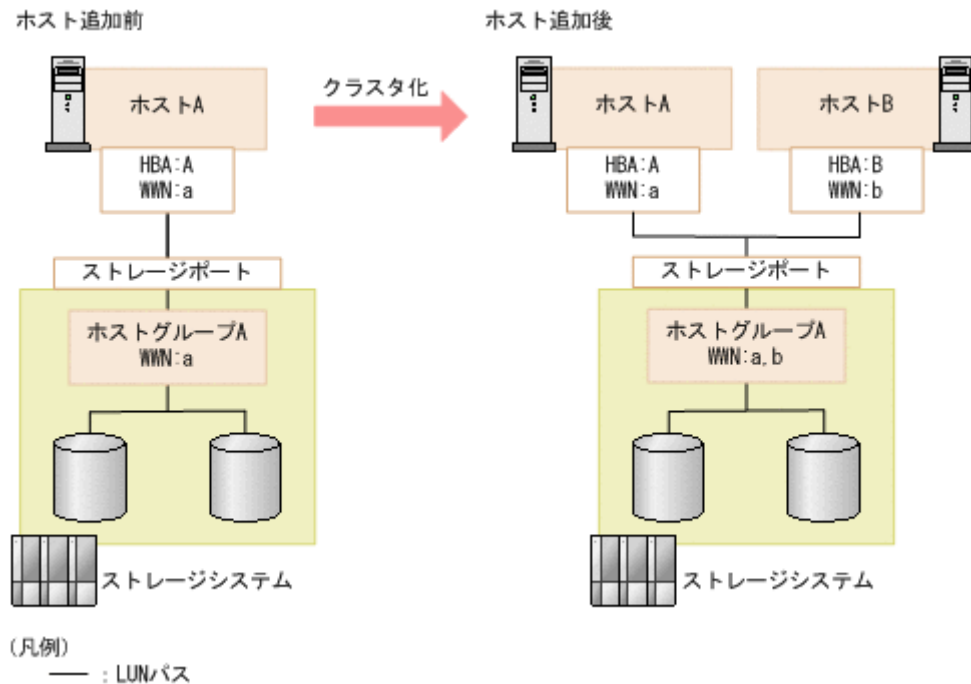 ホスト追加前
ホスト追加後
ホストA
クラスタ化
ホストA
ホストB
HBA:A
WWN:a
HBA:A
WWN:a
HBA:B
WWN:b
ストレージポート
ストレージポート
ホストグループA
WWN:a
ホストグループA
WWN:a,b
ストレージシステム
ストレージシステム
(凡例)
―― : LUNパス